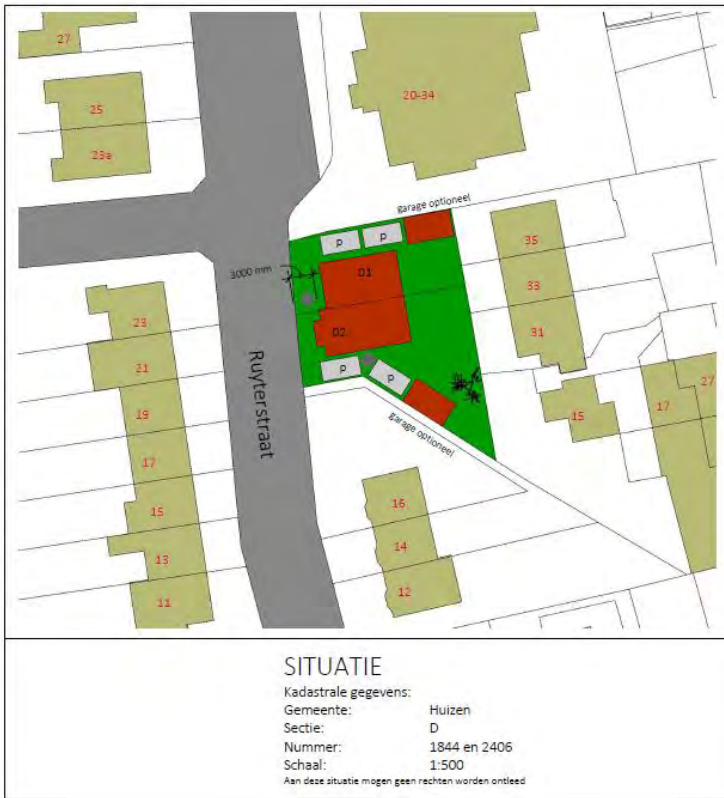 27
25
23a
20-34
garage optioneel
P
P
35
3000 mm
01
33
23
02
31
21
Ruyterstraat
P
P
27
19
15
17
garage optioneel
17
16
15
14
13
12
11
SITUATIE
Kadastrale gegevens:
Gemeente: Huizen
Sectie: D
Nummer: 1844 en 2406
Schaal: 1:500
Aan deze situatie mogen geen rechten worden ontleed